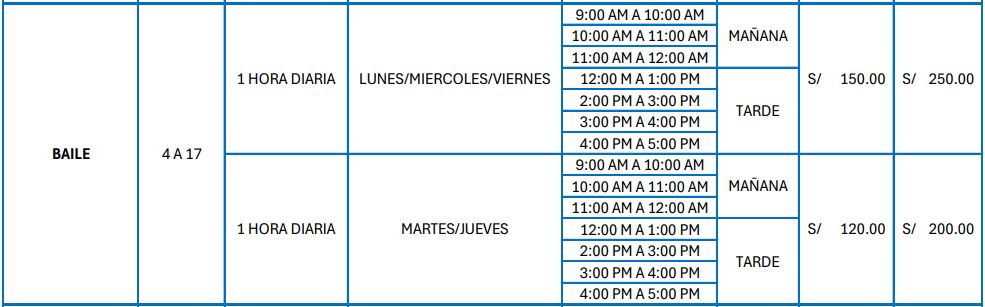 BAILE
4 A 17
1 HORA DIARIA
LUNES/MIERCOLES/VIERNES
9:00 AM A 10:00 AM
10:00 AM A 11:00 AM
11:00 AM A 12:00 AM
MAÑANA
12:00 M A 1:00 PM
2:00 PM A 3:00 PM
3:00 PM A 4:00 PM
4:00 PM A 5:00 PM
TARDE
S/ 150.00
S/ 250.00
1 HORA DIARIA
MARTES/JUEVES
9:00 AM A 10:00 AM
10:00 AM A 11:00 AM
11:00 AM A 12:00 AM
MAÑANA
12:00 M A 1:00 PM
2:00 PM A 3:00 PM
3:00 PM A 4:00 PM
4:00 PM A 5:00 PM
TARDE
S/ 120.00
S/ 200.00